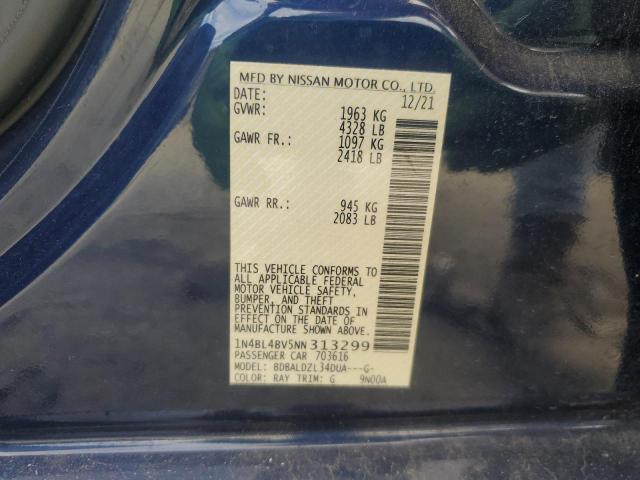 MFD BY NISSAN MOTOR CO., LTD.
DATE: 12/21
GVWR: 1963 KG
4328 LB
GAWR FR.: 1097 KG
2418 LB
GAWR RR.: 945 KG
2083 LB
THIS VEHICLE CONFORMS TO
ALL APPLICABLE FEDERAL
MOTOR VEHICLE SAFETY,
BUMPER, AND THEFT
PREVENTION STANDARDS IN
EFFECT ON THE DATE OF
MANUFACTURE SHOWN ABOVE.
1N4BL4BV5NN313299
PASSENGER CAR 703616
MODEL: BDBALDZL34DUA---G-
COLOR: RAY TRIM: G 9N00A